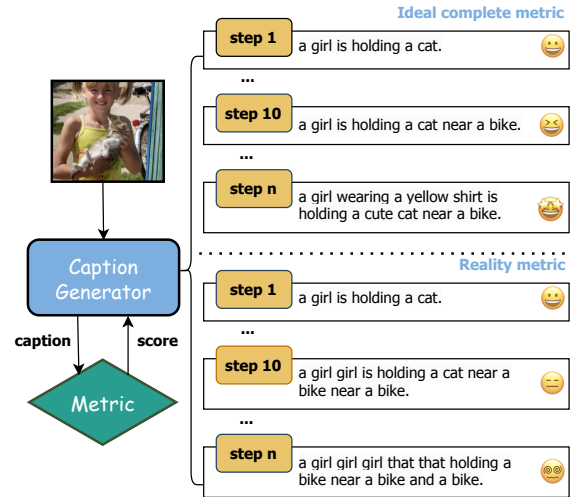 Ideal complete metric
step 1
a girl is holding a cat.
...
step 10
a girl is holding a cat near a bike.
...
step n
a girl wearing a yellow shirt is
holding a cute cat near a bike.
Reality metric
step 1
a girl is holding a cat.
...
step 10
a girl girl is holding a cat near a
bike near a bike.
...
step n
a girl girl girl that that holding a
bike near a bike and a bike.
Caption
Generator
caption
score
Metric